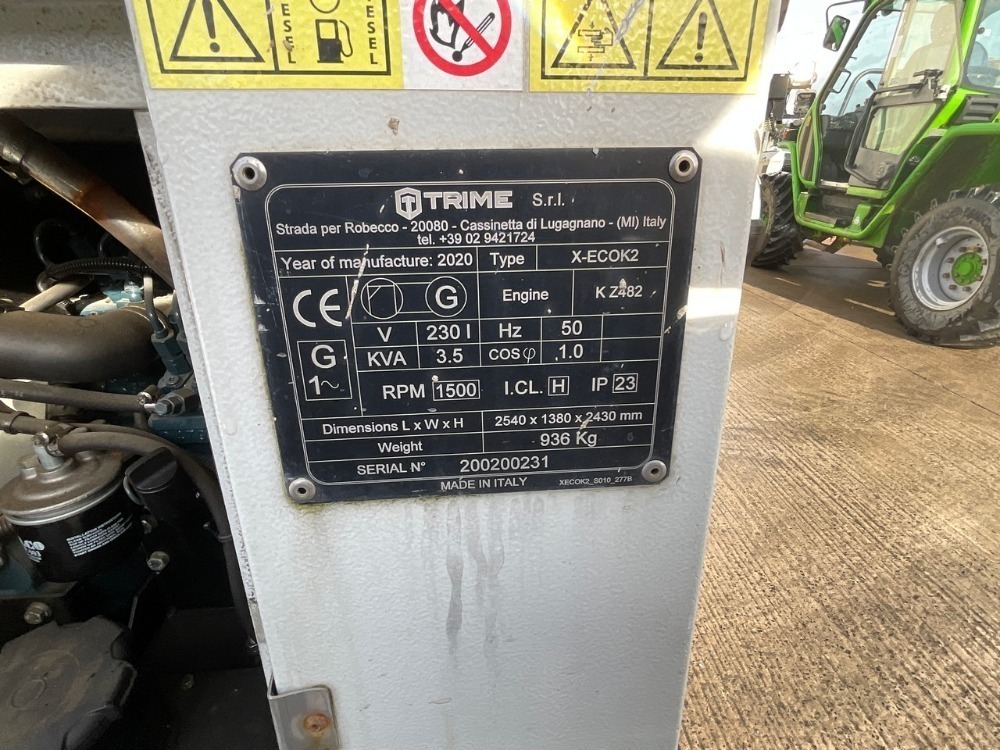 DIESEL
DIESEL
TRIME S.r.l.
Strada per Robecco - 20080 - Cassinetta di Lugagnano - (MI) Italy
tel. +39 02 9421724
Year of manufacture: 2020 Type X-ECOK2
CE G Engine K Z482
V 230 I Hz 50
G KVA 3.5 COS φ 1.0
1~ RPM 1500 I.CL. H IP 23
Dimensions L x W x H 2540 x 1380 x 2430 mm
Weight 936 Kg
SERIAL N° 200200231
MADE IN ITALY XECOK2_S010_277B